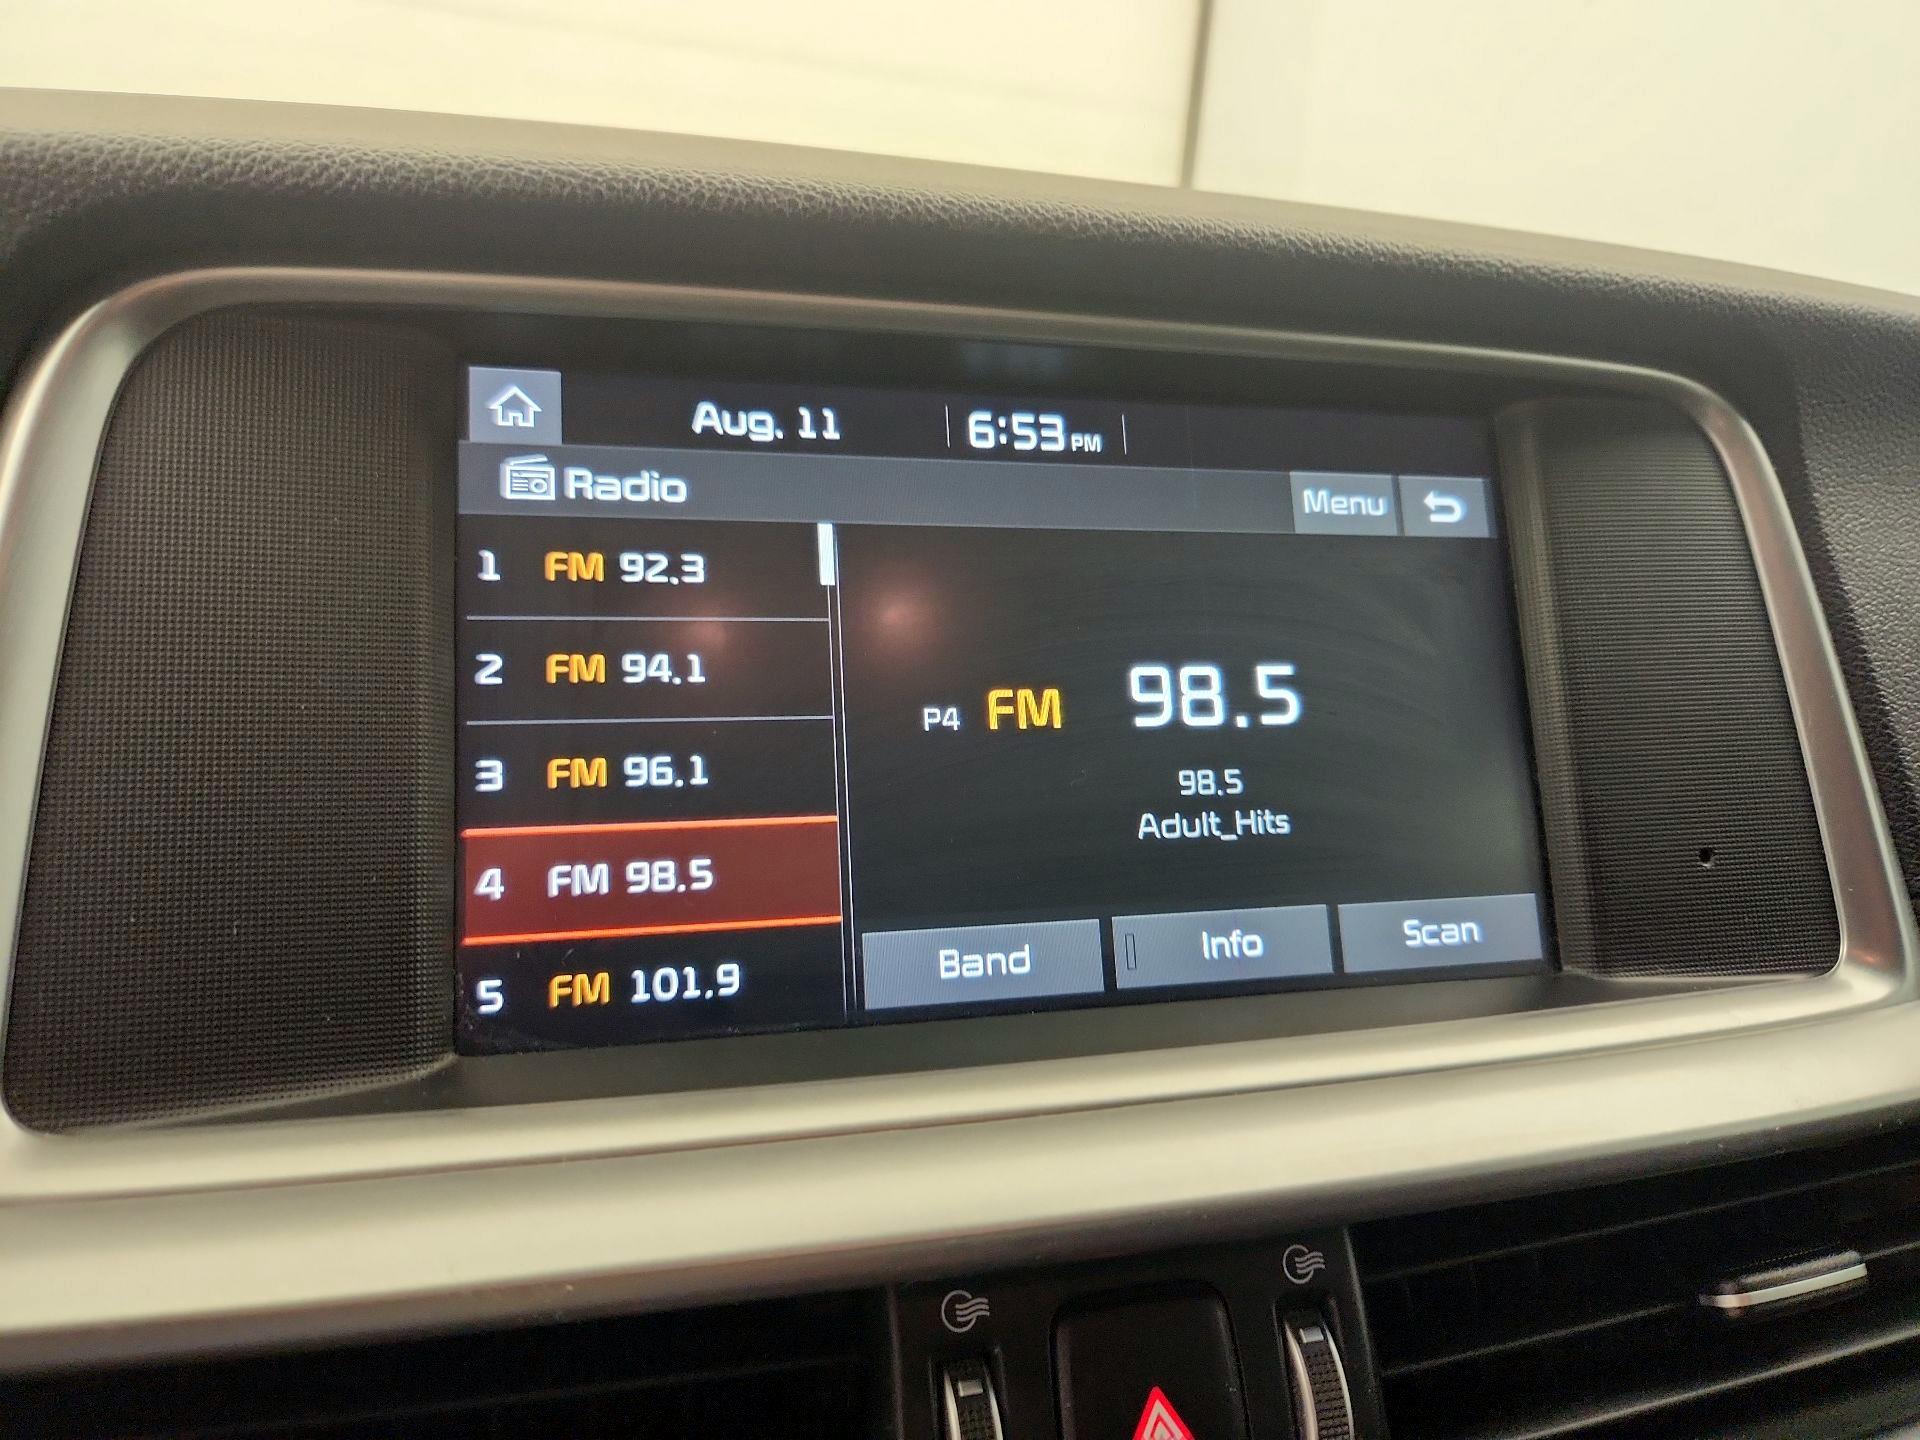 Aug. 11 6:53 PM
Radio
Menu
1 FM 92.3
2 FM 94.1
3 FM 96.1
4 FM 98.5
5 FM 101.9
P4 FM 98.5
98.5
Adult_Hits
Band
Info
Scan